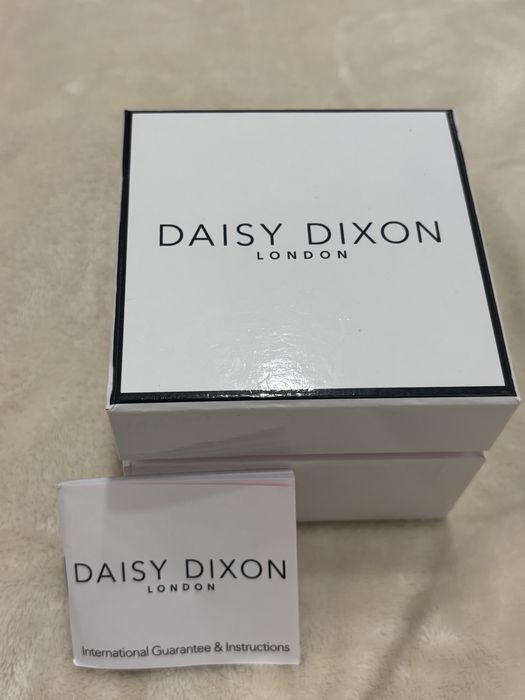 DAISY DIXON
LONDON
DAISY DIXON
LONDON
International Guarantee & Instructions